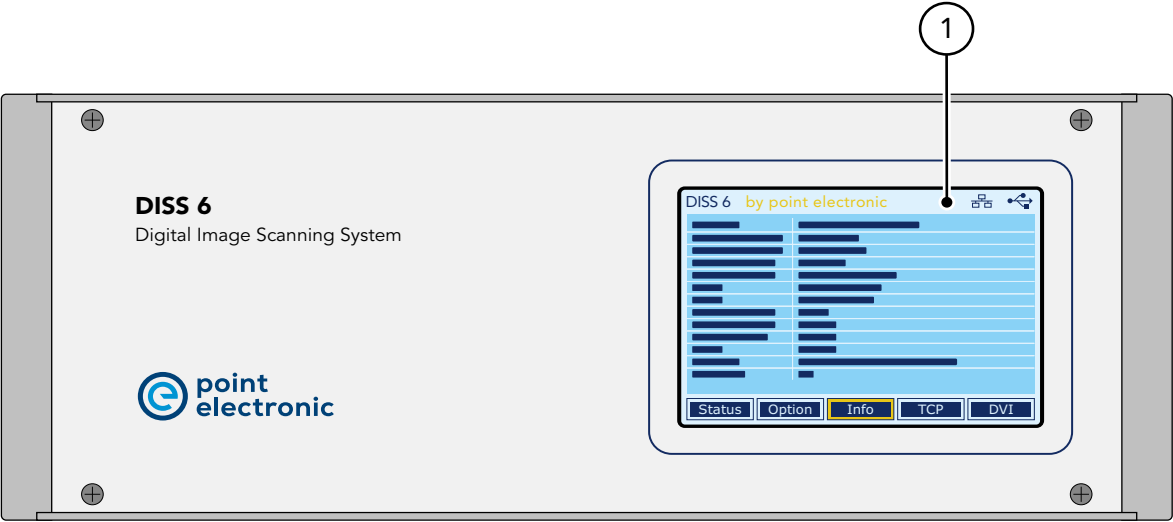 1
DISS 6
Digital Image Scanning System
point
electronic
DISS 6 by point electronic
Status Option Info TCP DVI